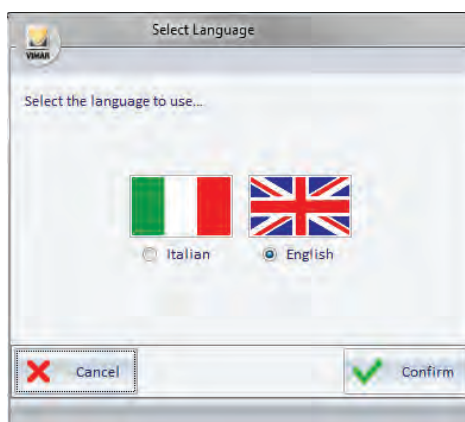 Select Language
VIMAR
Select the language to use...
Italian English
Cancel Confirm